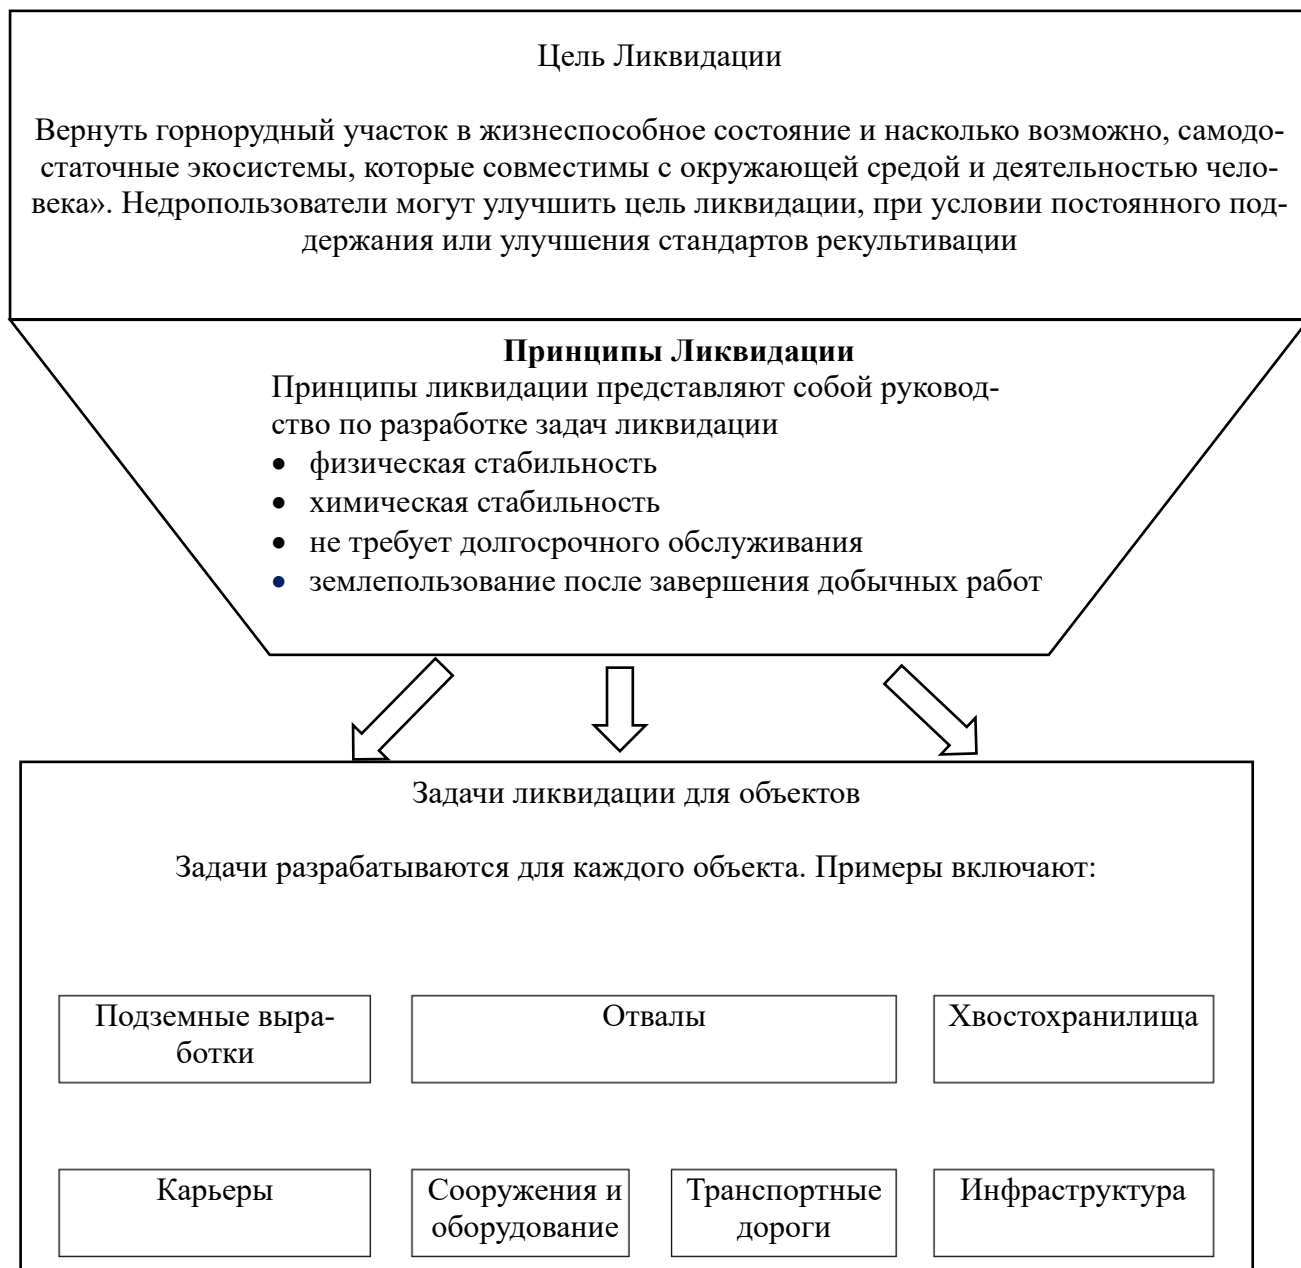 Цель Ликвидации
Вернуть горнорудный участок в жизнеспособное состояние и насколько возможно, самодо-
статочные экосистемы, которые совместимы с окружающей средой и деятельностью чело-
века». Недропользователи могут улучшить цель ликвидации, при условии постоянного под-
держания или улучшения стандартов рекультивации
Принципы Ликвидации
Принципы ликвидации представляют собой руковод-
ство по разработке задач ликвидации
• физическая стабильность
• химическая стабильность
• не требует долгосрочного обслуживания
• землепользование после завершения добычных работ
Задачи ликвидации для объектов
Задачи разрабатываются для каждого объекта. Примеры включают:
Подземные выра-
ботки
Отвалы
Хвостохранилища
Карьеры
Сооружения и
оборудование
Транспортные
дороги
Инфраструктура